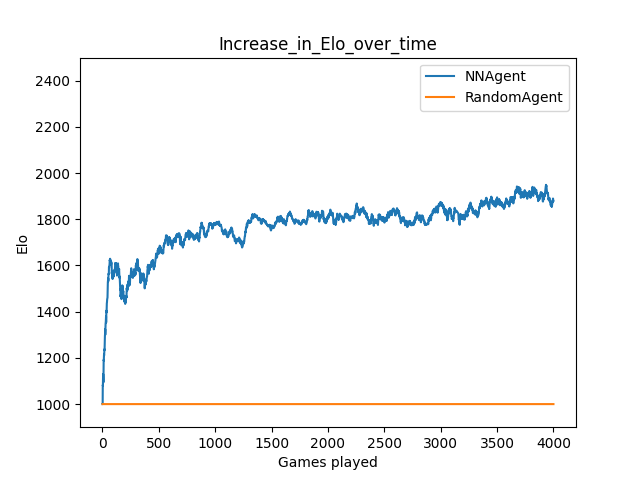 Increase_in_Elo_over_time
NNAgent
RandomAgent
2400
2200
2000
1800
1600
1400
1200
1000
Elo
0 500 1000 1500 2000 2500 3000 3500 4000
Games played